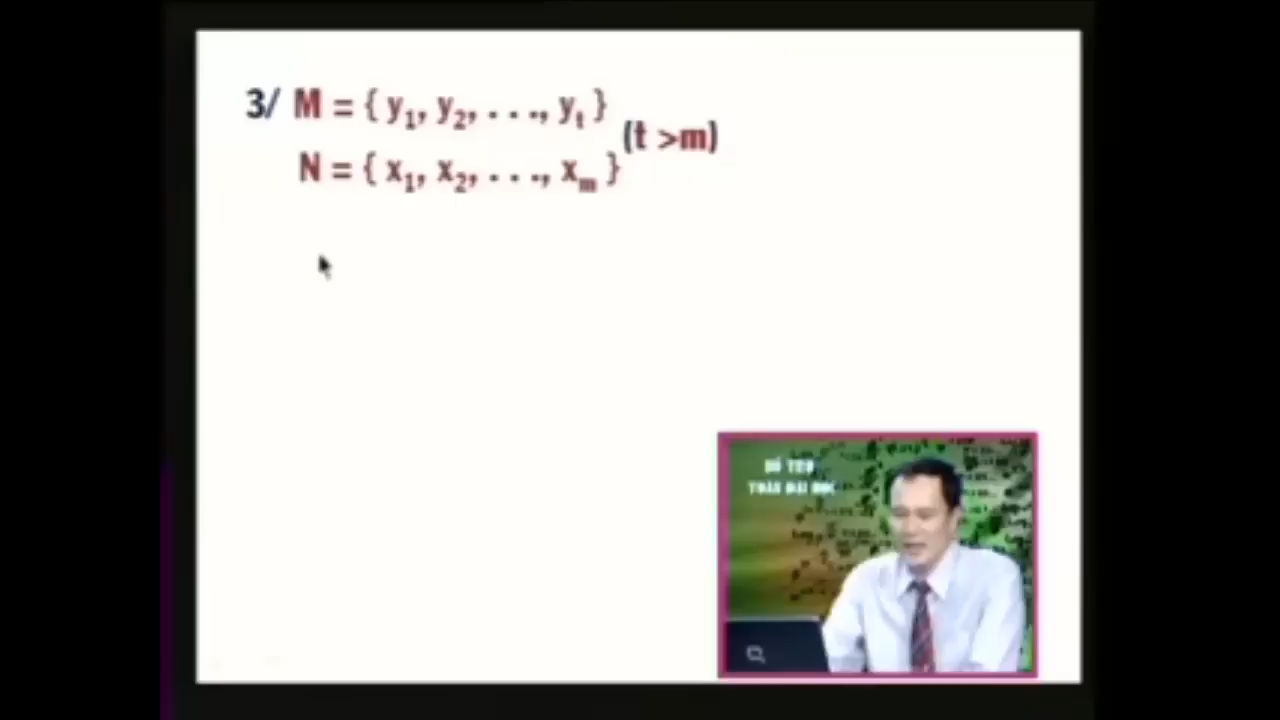 3/ M = { y₁, y₂, . . ., yₜ }
(t >m)
N = { x₁, x₂, . . ., xₘ }